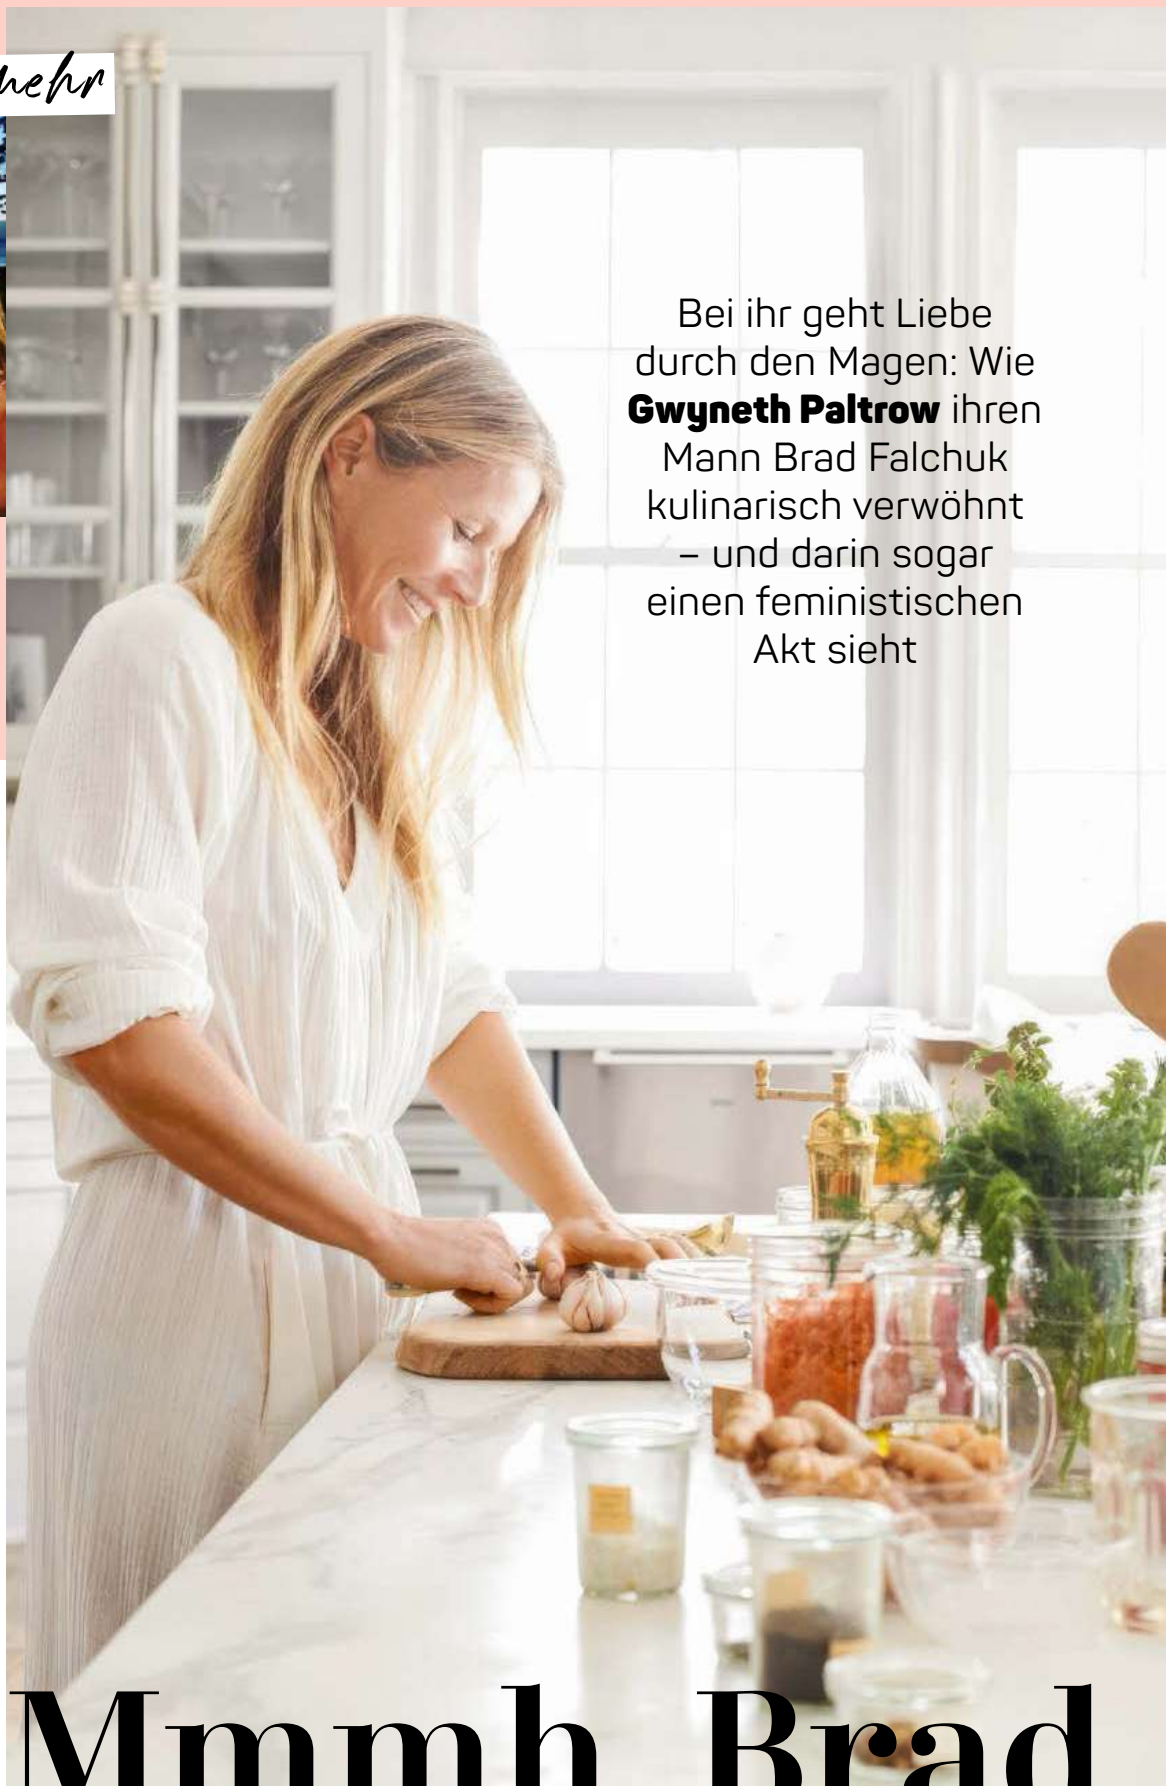 mehr
Bei ihr geht Liebe
durch den Magen: Wie
Gwyneth Paltrow ihren
Mann Brad Falchuk
kulinarisch verwöhnt
– und darin sogar
einen feministischen
Akt sieht
Mmmh Brad